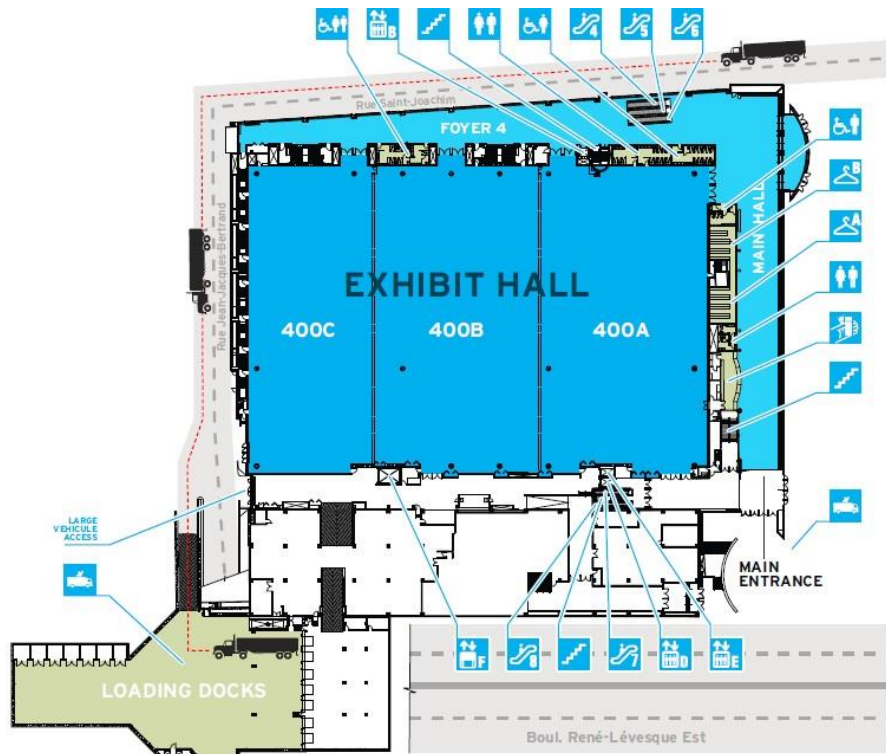 B
4
5
6
Rue Saint-Joachim
FOYER 4
B
MAIN HALL
A
Rue Jean-Jacques-Bertrand
EXHIBIT HALL
400C
400B
400A
LARGE
VEHICULE
ACCESS
MAIN
ENTRANCE
F
8
7
D
E
LOADING DOCKS
Boul. René-Lévesque Est